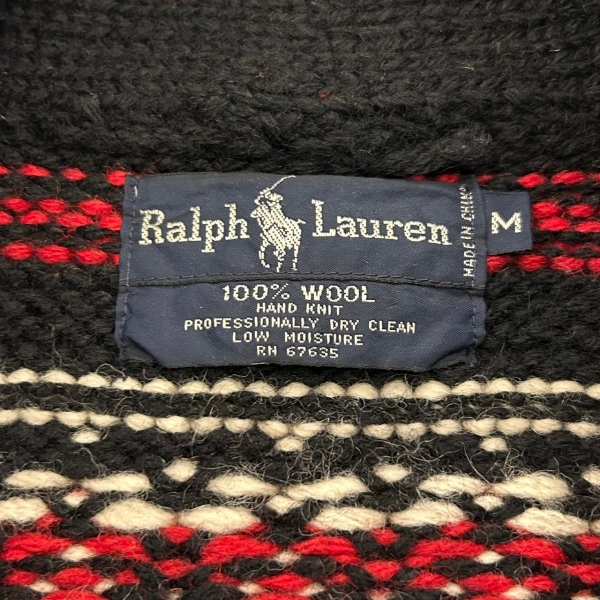 Ralph Lauren
MADE IN CHINA
M
100% WOOL
HAND KNIT
PROFESSIONALLY DRY CLEAN
LOW MOISTURE
RN 67635